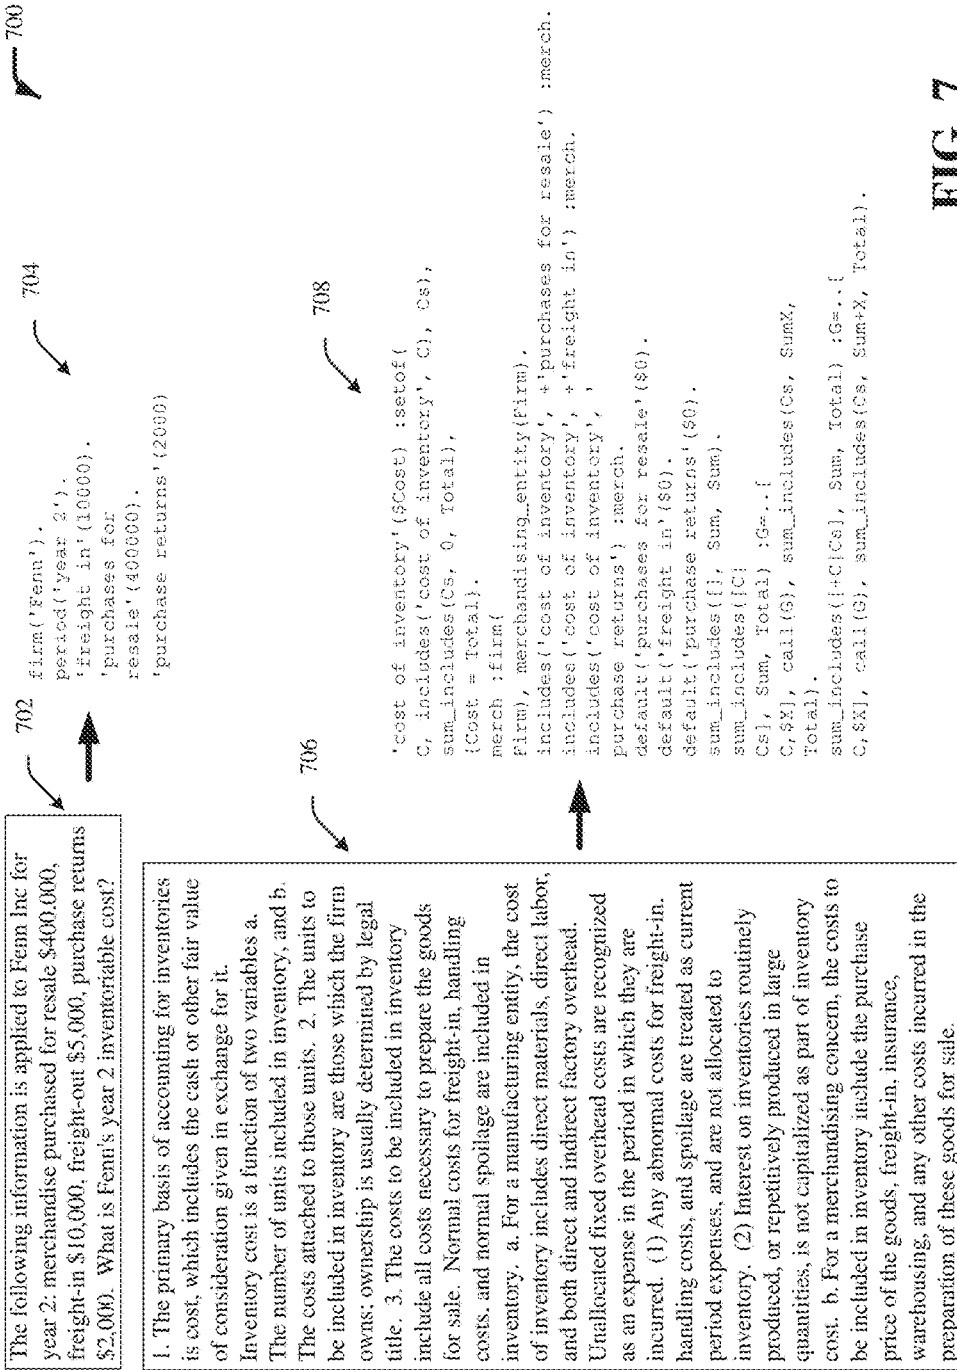 700
The following information is applied to Fenn Inc for
year 2: merchandise purchased for resale $400,000,
freight-in $10,000, freight-out $5,000, purchase returns
$2,000. What is Fenn's year 2 inventoriable cost?
702
firm('Fenn').
period('year 2').
'freight in'(10000).
'purchases for
resale'(400000).
'purchase returns'(2000)
704
1. The primary basis of accounting for inventories
is cost, which includes the cash or other fair value
of consideration given in exchange for it.
Inventory cost is a function of two variables a.
The number of units included in inventory, and b.
The costs attached to those units. 2. The units to
be included in inventory are those which the firm
owns; ownership is usually determined by legal
title. 3. The costs to be included in inventory
include all costs necessary to prepare the goods
for sale. Normal costs for freight-in, handling
costs, and normal spoilage are included in
inventory. a. For a manufacturing entity, the cost
of inventory includes direct materials, direct labor,
and both direct and indirect factory overhead.
Unallocated fixed overhead costs are recognized
as an expense in the period in which they are
incurred. (1) Any abnormal costs for freight-in.
handling costs, and spoilage are treated as current
period expenses, and are not allocated to
inventory. (2) Interest on inventories routinely
produced, or repetitively produced in large
quantities, is not capitalized as part of inventory
cost. b. For a merchandising concern, the costs to
be included in inventory include the purchase
price of the goods, freight-in, insurance,
warehousing, and any other costs incurred in the
preparation of these goods for sale.
706
'cost of inventory'($Cost) :setof(
C, includes('cost of inventory', C), Cs),
sum_includes(Cs, 0, Total),
{Cost = Total}.
merch :firm(
Firm), merchandising_entity(Firm).
includes('cost of inventory', +'purchases for resale') :merch.
includes('cost of inventory', +'freight in') :merch.
includes('cost of inventory','
purchase returns') :merch.
default('purchases for resale'($0).
default('freight in'($0).
default('purchase returns'($0).
sum_includes([], Sum, Sum).
sum_includes([C|
Cs], Sum, Total) :G=..[
C,$X], call(G), sum_includes(Cs, SumX,
Total).
sum_includes([+C|Cs], Sum, Total) :G=..[
C,$X], call(G), sum_includes(Cs, Sum+X, Total).
708
FIG. 7